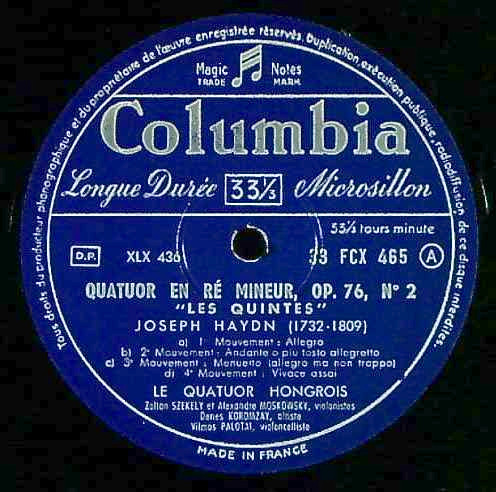 Tous droits du producteur phonographique et du propriétaire de l'œuvre enregistrée réservés. Duplication, exécution publique, radiodiffusion de ce disque interdites.
Magic Notes
TRADE MARK
Columbia
Longue Durée 33⅓ Microsillon
33⅓ tours minute
D.P. XLX 436 33 FCX 465 A
QUATUOR EN RÉ MINEUR, OP. 76, N° 2
"LES QUINTES"
JOSEPH HAYDN (1732-1809)
a) 1er Mouvement : Allegro
b) 2e Mouvement : Andante o piu tosto allegretto
c) 3e Mouvement : Menuetto (allegro ma non troppo)
d) 4e Mouvement : Vivace assai
LE QUATUOR HONGROIS
Zoltan SZEKELY et Alexandre MOSKOWSKY, violonistes
Denes KOROMZAY, altiste
Vilmos PALOTAI, violoncelliste
MADE IN FRANCE